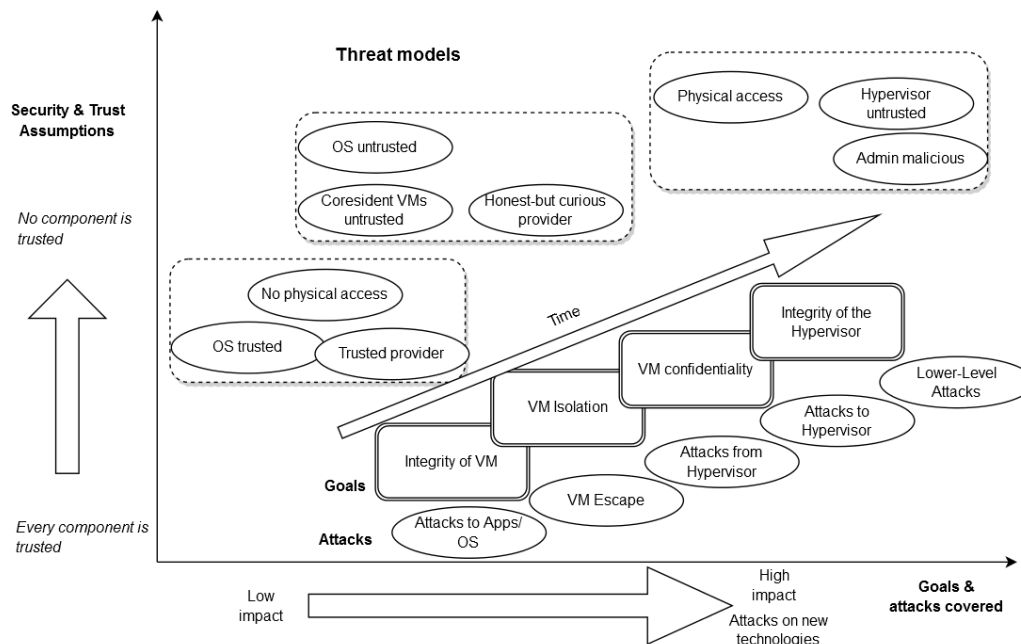 Threat models
Security & Trust
Assumptions
Physical access
Hypervisor
untrusted
Admin malicious
OS untrusted
Coresident VMs
untrusted
Honest-but curious
provider
No component is
trusted
No physical access
OS trusted
Trusted provider
Time
Integrity of the
Hypervisor
VM confidentiality
VM Isolation
Integrity of VM
Lower-Level
Attacks
Attacks to
Hypervisor
Attacks from
Hypervisor
Goals
VM Escape
Attacks
Attacks to Apps/
OS
Every component is
trusted
Low
impact
High
impact
Attacks on new
technologies
Goals &
attacks covered